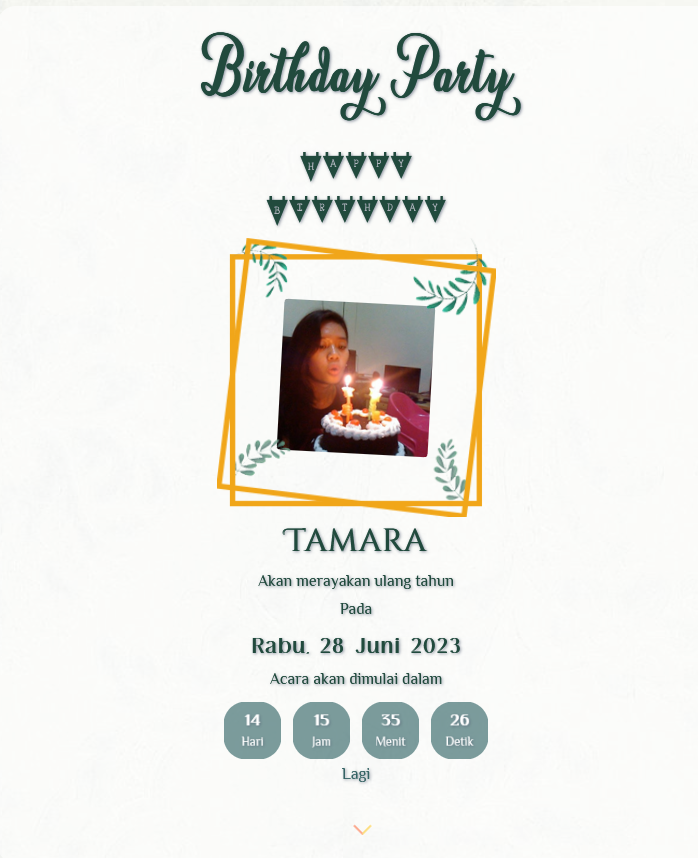 Birthday Party
HAPPY
BIRTHDAY
TAMARA
Akan merayakan ulang tahun
Pada
Rabu, 28 Juni 2023
Acara akan dimulai dalam
14 15 35 26
Hari Jam Menit Detik
Lagi